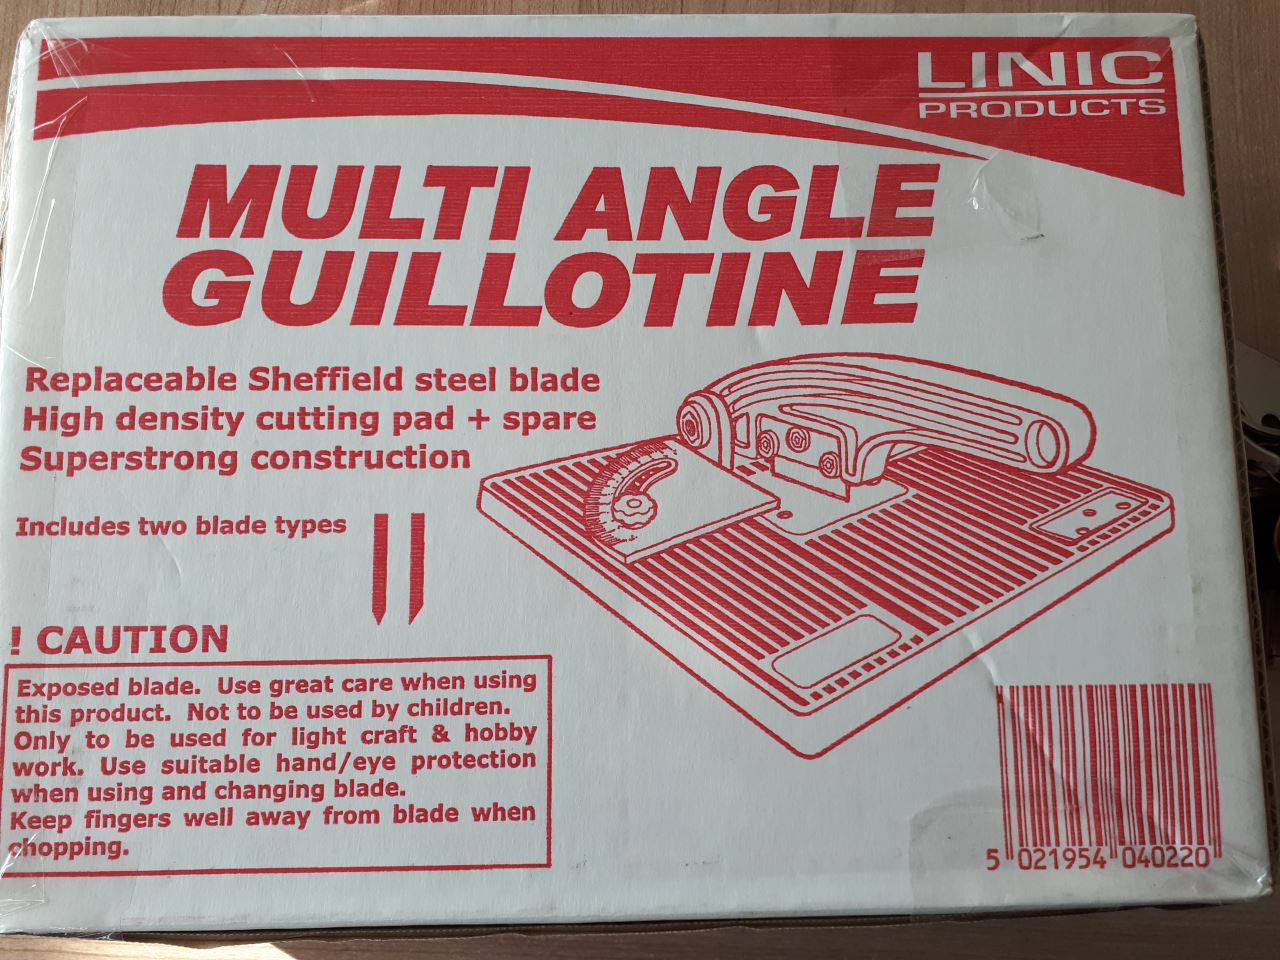 LINIC
PRODUCTS
MULTI ANGLE
GUILLOTINE
Replaceable Sheffield steel blade
High density cutting pad + spare
Superstrong construction
Includes two blade types
! CAUTION
Exposed blade. Use great care when using
this product. Not to be used by children.
Only to be used for light craft & hobby
work. Use suitable hand/eye protection
when using and changing blade.
Keep fingers well away from blade when
chopping.
5 021954 040220